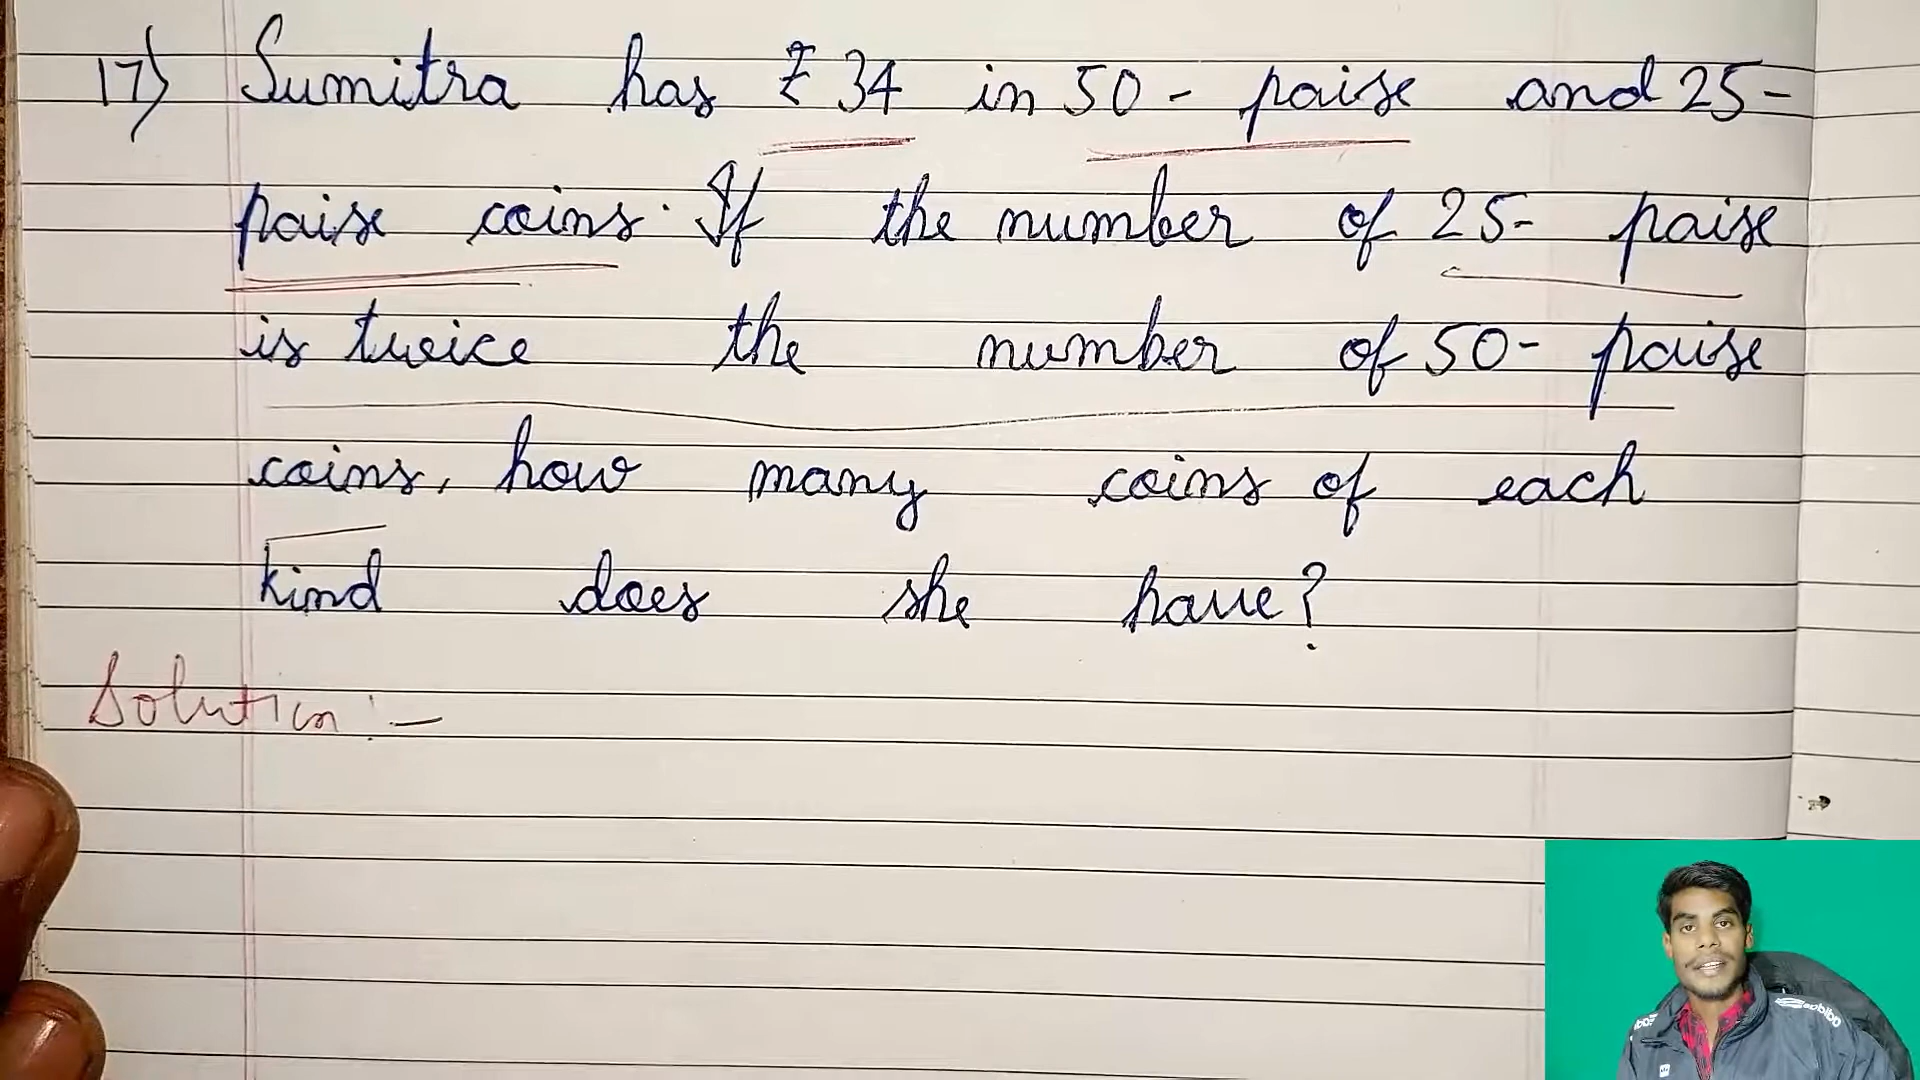 17) Sumitra has ₹ 34 in 50 - paise and 25-
paise coins. If the number of 25- paise
is twice the number of 50- paise
coins, how many coins of each
kind does she have?
Solution :-
adidas